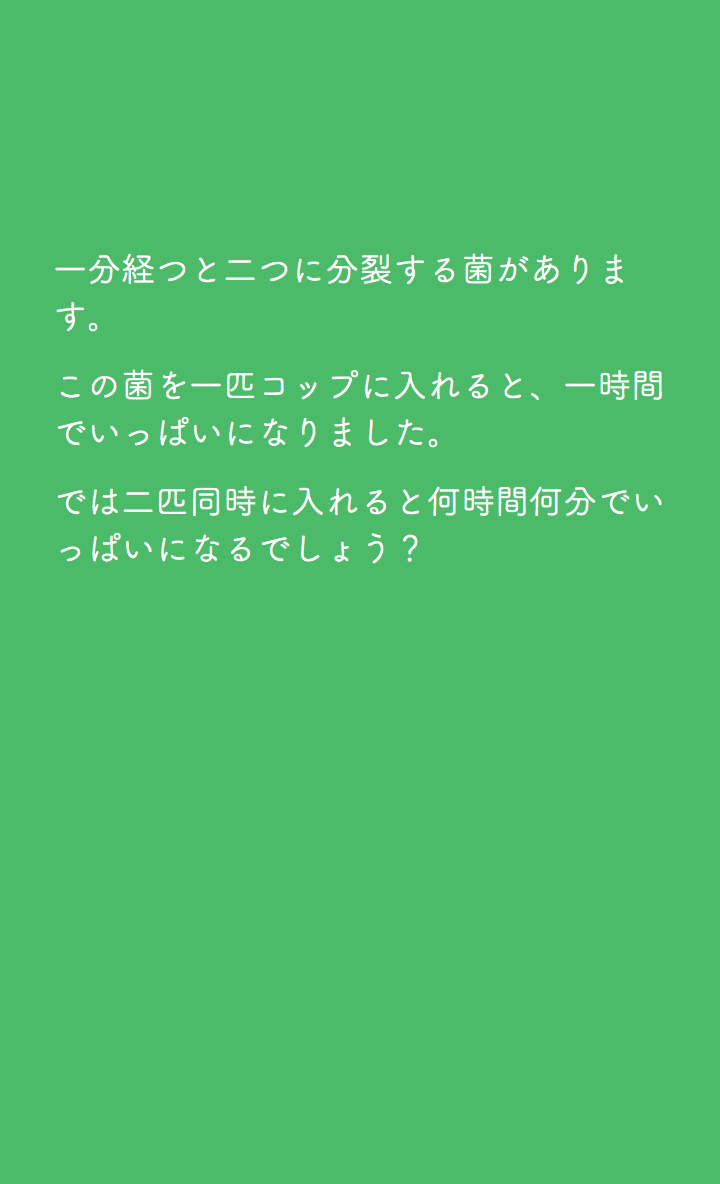 一分経つと二つに分裂する菌がありま
す。
この菌を一匹コップに入れると、一時間
でいっぱいになりました。
では二匹同時に入れると何時間何分でい
っぱいになるでしょう？